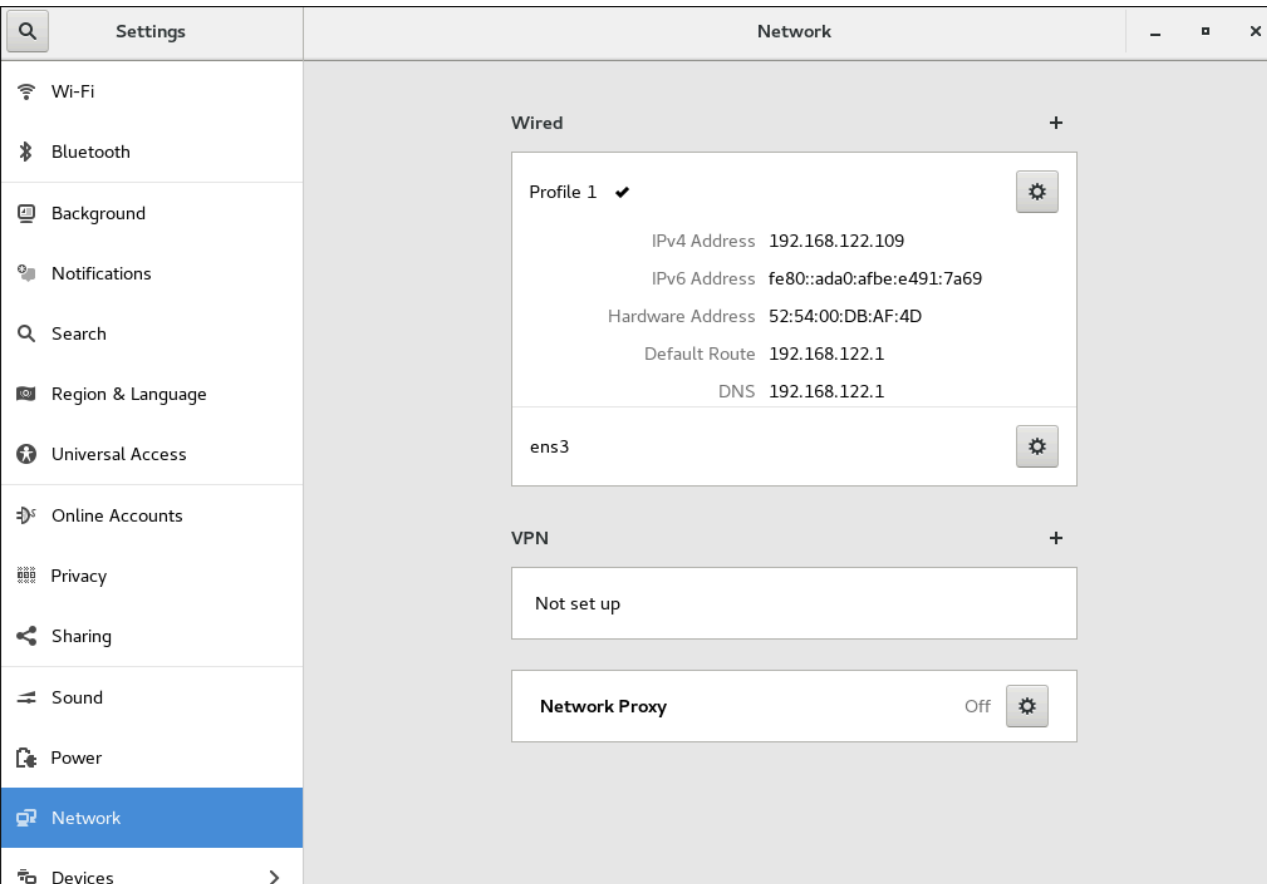 Settings
Network
Wi-Fi
Bluetooth
Background
Notifications
Search
Region & Language
Universal Access
Online Accounts
Privacy
Sharing
Sound
Power
Network
Devices
Wired
Profile 1
IPv4 Address 192.168.122.109
IPv6 Address fe80::ada0:afbe:e491:7a69
Hardware Address 52:54:00:DB:AF:4D
Default Route 192.168.122.1
DNS 192.168.122.1
ens3
VPN
Not set up
Network Proxy Off